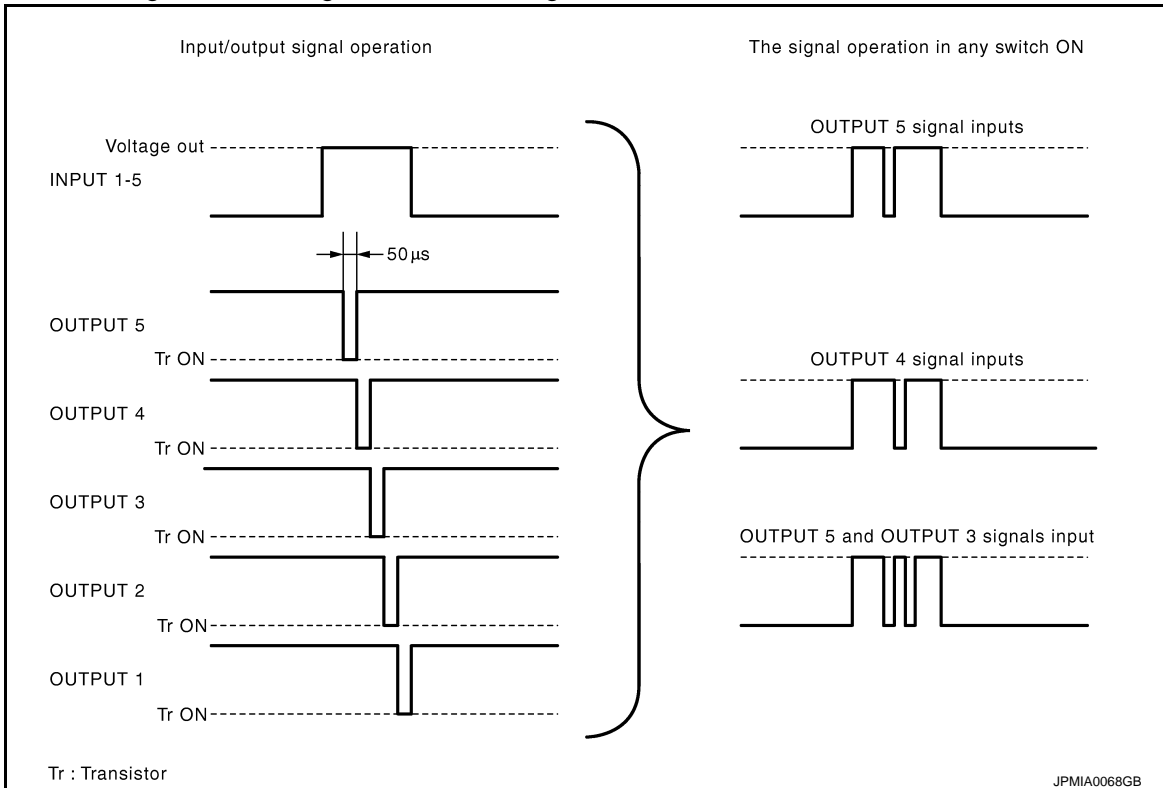 Input/output signal operation
The signal operation in any switch ON
Voltage out
INPUT 1-5
50 µs
OUTPUT 5
Tr ON
OUTPUT 4
Tr ON
OUTPUT 3
Tr ON
OUTPUT 2
Tr ON
OUTPUT 1
Tr ON
OUTPUT 5 signal inputs
OUTPUT 4 signal inputs
OUTPUT 5 and OUTPUT 3 signals input
Tr : Transistor
JPMIA0068GB